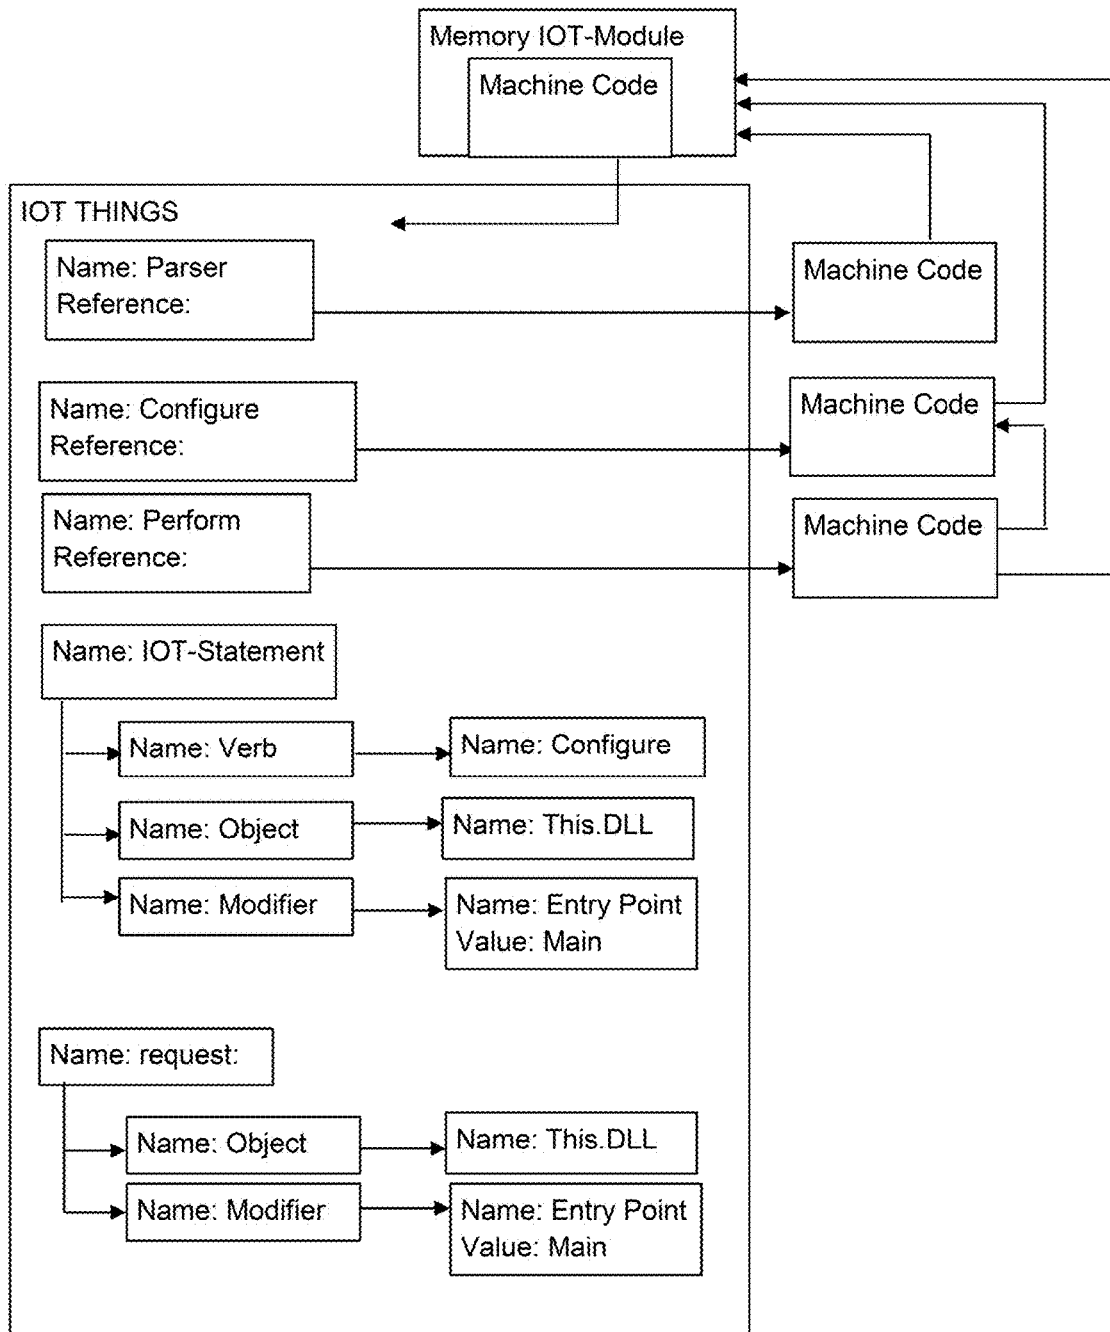 Memory IOT-Module
Machine Code
IOT THINGS
Name: Parser
Reference:
Machine Code
Name: Configure
Reference:
Machine Code
Name: Perform
Reference:
Machine Code
Name: IOT-Statement
Name: Verb
Name: Configure
Name: Object
Name: This.DLL
Name: Modifier
Name: Entry Point
Value: Main
Name: request:
Name: Object
Name: This.DLL
Name: Modifier
Name: Entry Point
Value: Main